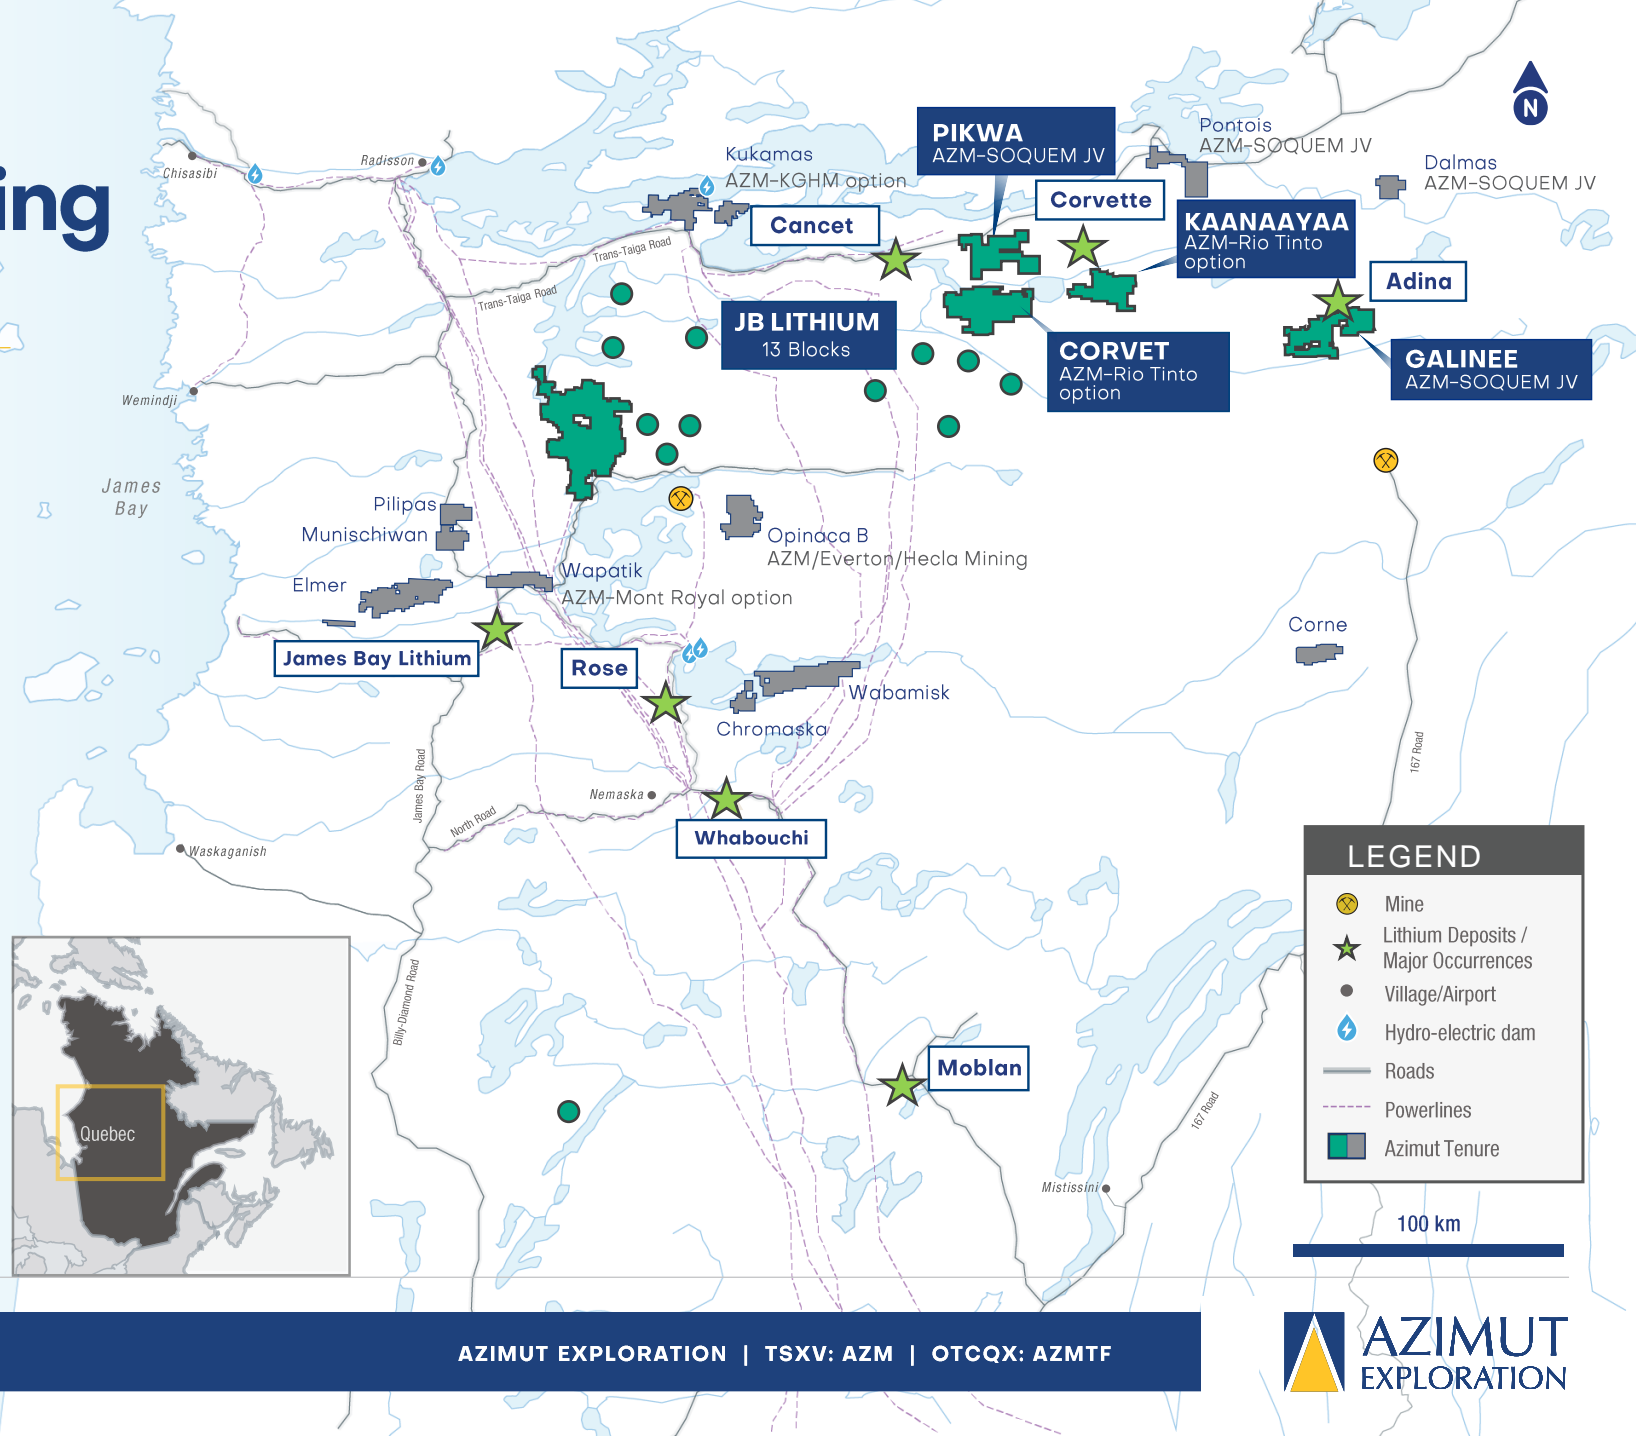 ing
N
Pontois
AZM-SOQUEM JV
Dalmas
AZM-SOQUEM JV
PIKWA
AZM-SOQUEM JV
Kukamas
AZM-KGHM option
Radisson
Chisasibi
Corvette
Cancet
KAANAAYAA
AZM-Rio Tinto
option
Adina
Trans-Taiga Road
Trans-Taiga Road
JB LITHIUM
13 Blocks
CORVET
AZM-Rio Tinto
option
GALINEE
AZM-SOQUEM JV
Wemindji
James
Bay
Pilipas
Munischiwan
Opinaca B
AZM/Everton/Hecla Mining
Elmer
Wapatik
AZM-Mont Royal option
James Bay Lithium
Rose
Corne
Wabamisk
Chromaska
James Bay Road
167 Road
Nemaska
North Road
Whabouchi
Waskaganish
Billy-Diamond Road
Moblan
167 Road
Mistissini
Quebec
LEGEND
Mine
Lithium Deposits /
Major Occurrences
Village/Airport
Hydro-electric dam
Roads
Powerlines
Azimut Tenure
100 km
AZIMUT EXPLORATION | TSXV: AZM | OTCQX: AZMTF
AZIMUT
EXPLORATION